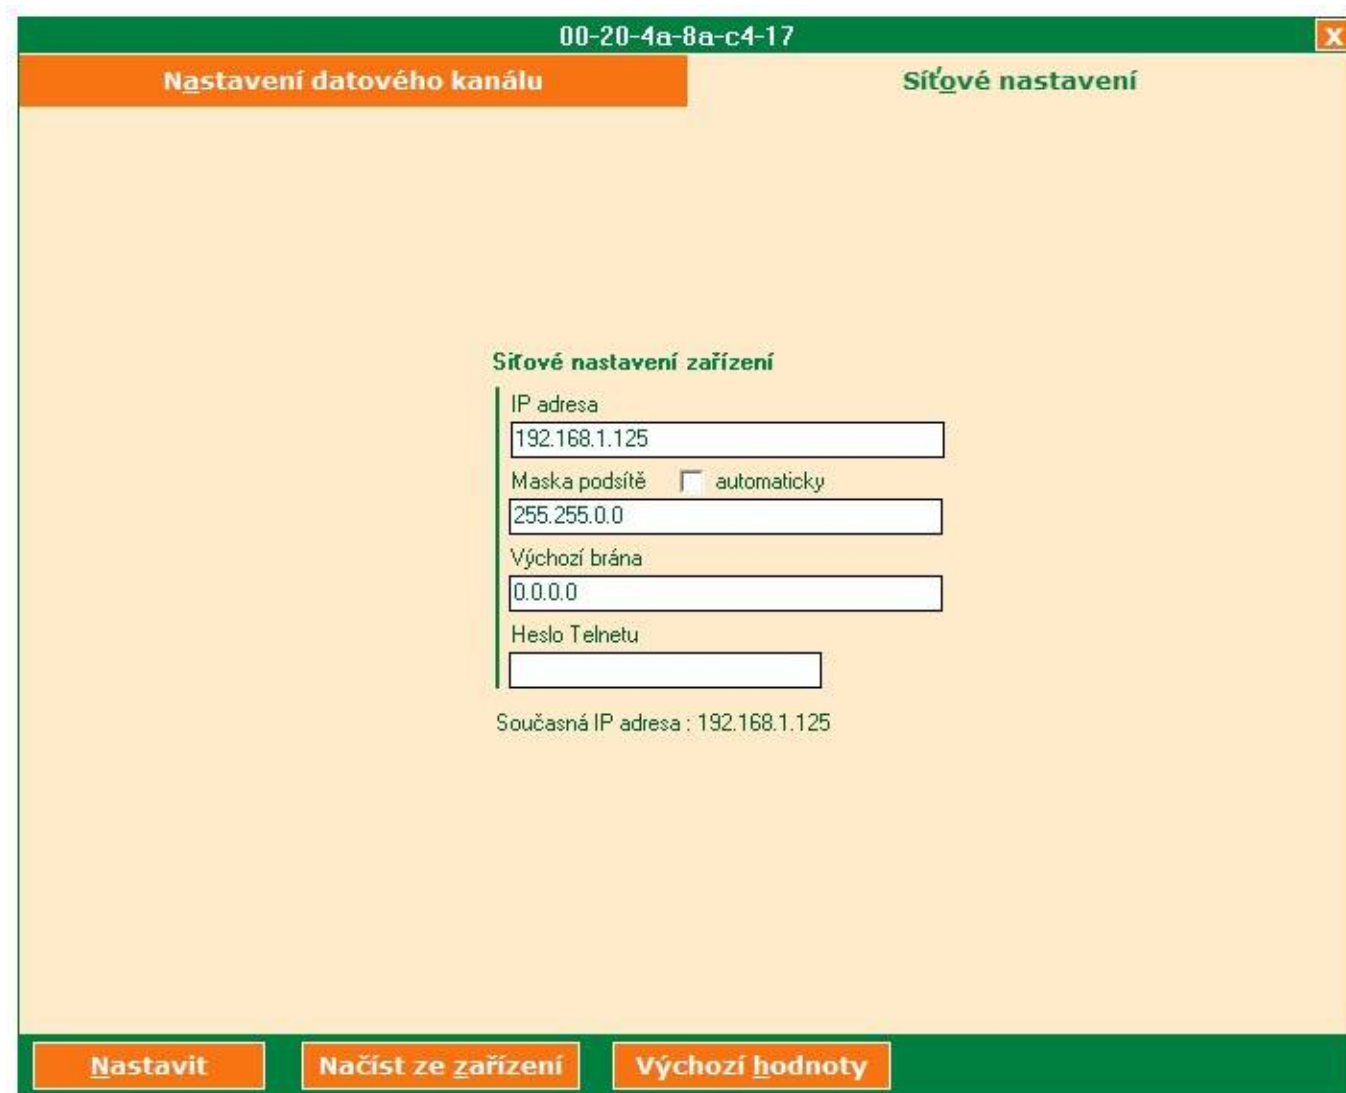 00-20-4a-8a-c4-17
X
Nastavení datového kanálu
Síťové nastavení
Síťové nastavení zařízení
IP adresa
192.168.1.125
Maska podsítě automaticky
255.255.0.0
Výchozí brána
0.0.0.0
Heslo Telnetu
Současná IP adresa : 192.168.1.125
Nastavit
Načíst ze zařízení
Výchozí hodnoty